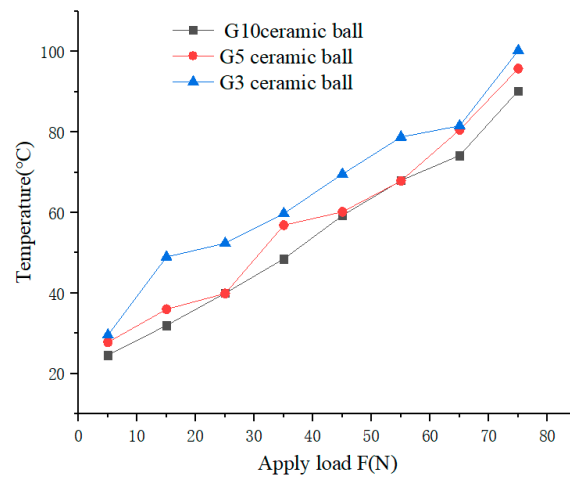 G10ceramic ball
G5 ceramic ball
G3 ceramic ball
Temperature(℃)
100
80
60
40
20
0 10 20 30 40 50 60 70 80
Apply load F(N)